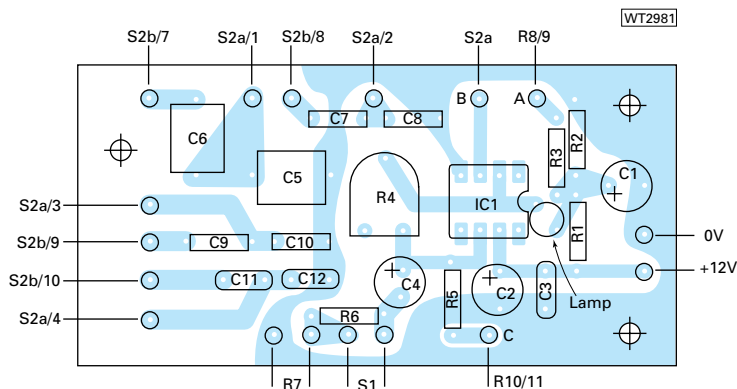 WT2981
S2b/7
S2a/1
S2b/8
S2a/2
S2a
R8/9
B
A
C7
C8
C6
R3
R2
C5
C1
R4
IC1
S2a/3
R1
S2b/9
C9
C10
0V
S2b/10
C11
C12
C4
R5
C2
C3
+12V
Lamp
S2a/4
R6
C
R7
S1
R10/11